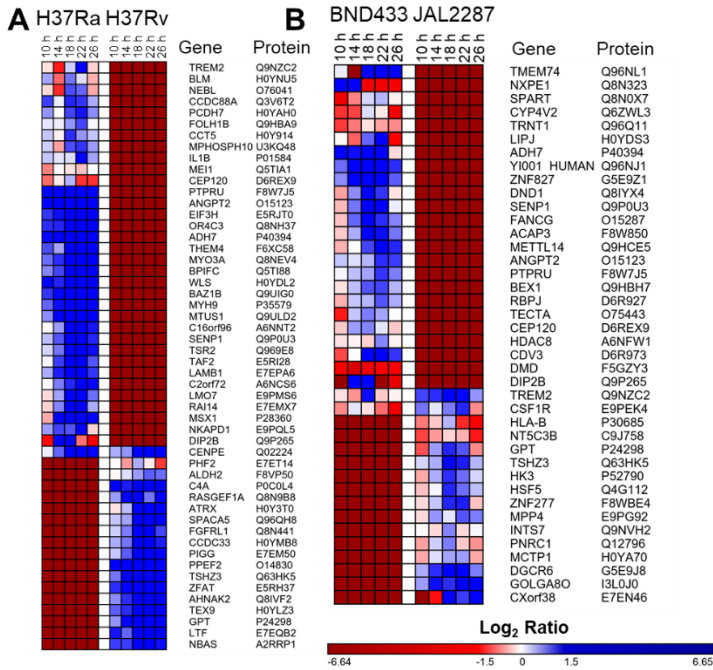 A
H37Ra H37Rv
10 h 14 h 18 h 22 h 26 h 10 h 14 h 18 h 22 h 26 h
Gene Protein
TREM2 Q9NZC2
BLM H0YNU5
NEBL O76041
CCDC88A Q3V6T2
PCDH7 H0YAH0
FOLH1B Q9HBA9
CCT5 H0Y914
MPHOSPH10 U3KQ48
IL1B P01584
MEI1 Q5TIA1
CEP120 D6REX9
PTPRU F8W7J5
ANGPT2 O15123
EIF3H E5RJT0
OR4C3 Q8NH37
ADH7 P40394
THEM4 F6XC58
MYO3A Q8NEV4
BPIFC Q5TI88
WLS H0YDL2
BAZ1B Q9UIG0
MYH9 P35579
MTUS1 Q9ULD2
C16orf96 A6NNT2
SENP1 Q9P0U3
TSR2 Q969E8
TAF2 E5RI28
LAMB1 E7EPA6
C2orf72 A6NCS6
LMO7 E9PMS6
RAI14 E7EMX7
MSX1 P28360
NKAPD1 E9PQL5
DIP2B Q9P265
CENPE Q02224
PHF2 E7ET14
ALDH2 F8VP50
C4A P0C0L4
RASGEF1A Q8N9B8
ATRX H0Y3T0
SPACA5 Q96QH8
FGFRL1 Q8N441
CCDC33 H0YMB8
PIGG E7EM50
PPEF2 O14830
TSHZ3 Q63HK5
ZFAT E5RH37
AHNAK2 Q8IVF2
TEX9 H0YLZ3
GPT P24298
LTF E7EQB2
NBAS A2RRP1
B
BND433 JAL2287
10 h 14 h 18 h 22 h 26 h 10 h 14 h 18 h 22 h 26 h
Gene Protein
TMEM74 Q96NL1
NXPE1 Q8N323
SPART Q8N0X7
CYP4V2 Q6ZWL3
TRNT1 Q96Q11
LIPJ H0YDS3
ADH7 P40394
YI001_HUMAN Q96NJ1
ZNF827 G5E9Z1
DND1 Q8IYX4
SENP1 Q9P0U3
FANCG O15287
ACAP3 F8W850
METTL14 Q9HCE5
ANGPT2 O15123
PTPRU F8W7J5
BEX1 Q9HBH7
RBPJ D6R927
TECTA O75443
CEP120 D6REX9
HDAC8 A6NFW1
CDV3 D6R973
DMD F5GZY3
DIP2B Q9P265
TREM2 Q9NZC2
CSF1R E9PEK4
HLA-B P30685
NT5C3B C9J758
GPT P24298
TSHZ3 Q63HK5
HK3 P52790
HSF5 Q4G112
ZNF277 F8WBE4
MPP4 E9PG92
INTS7 Q9NVH2
PNRC1 Q12796
MCTP1 H0YA70
DGCR6 G5E9J8
GOLGA8O I3L0J0
CXorf38 E7EN46
Log2 Ratio
-6.64 -1.5 0 1.5 6.65